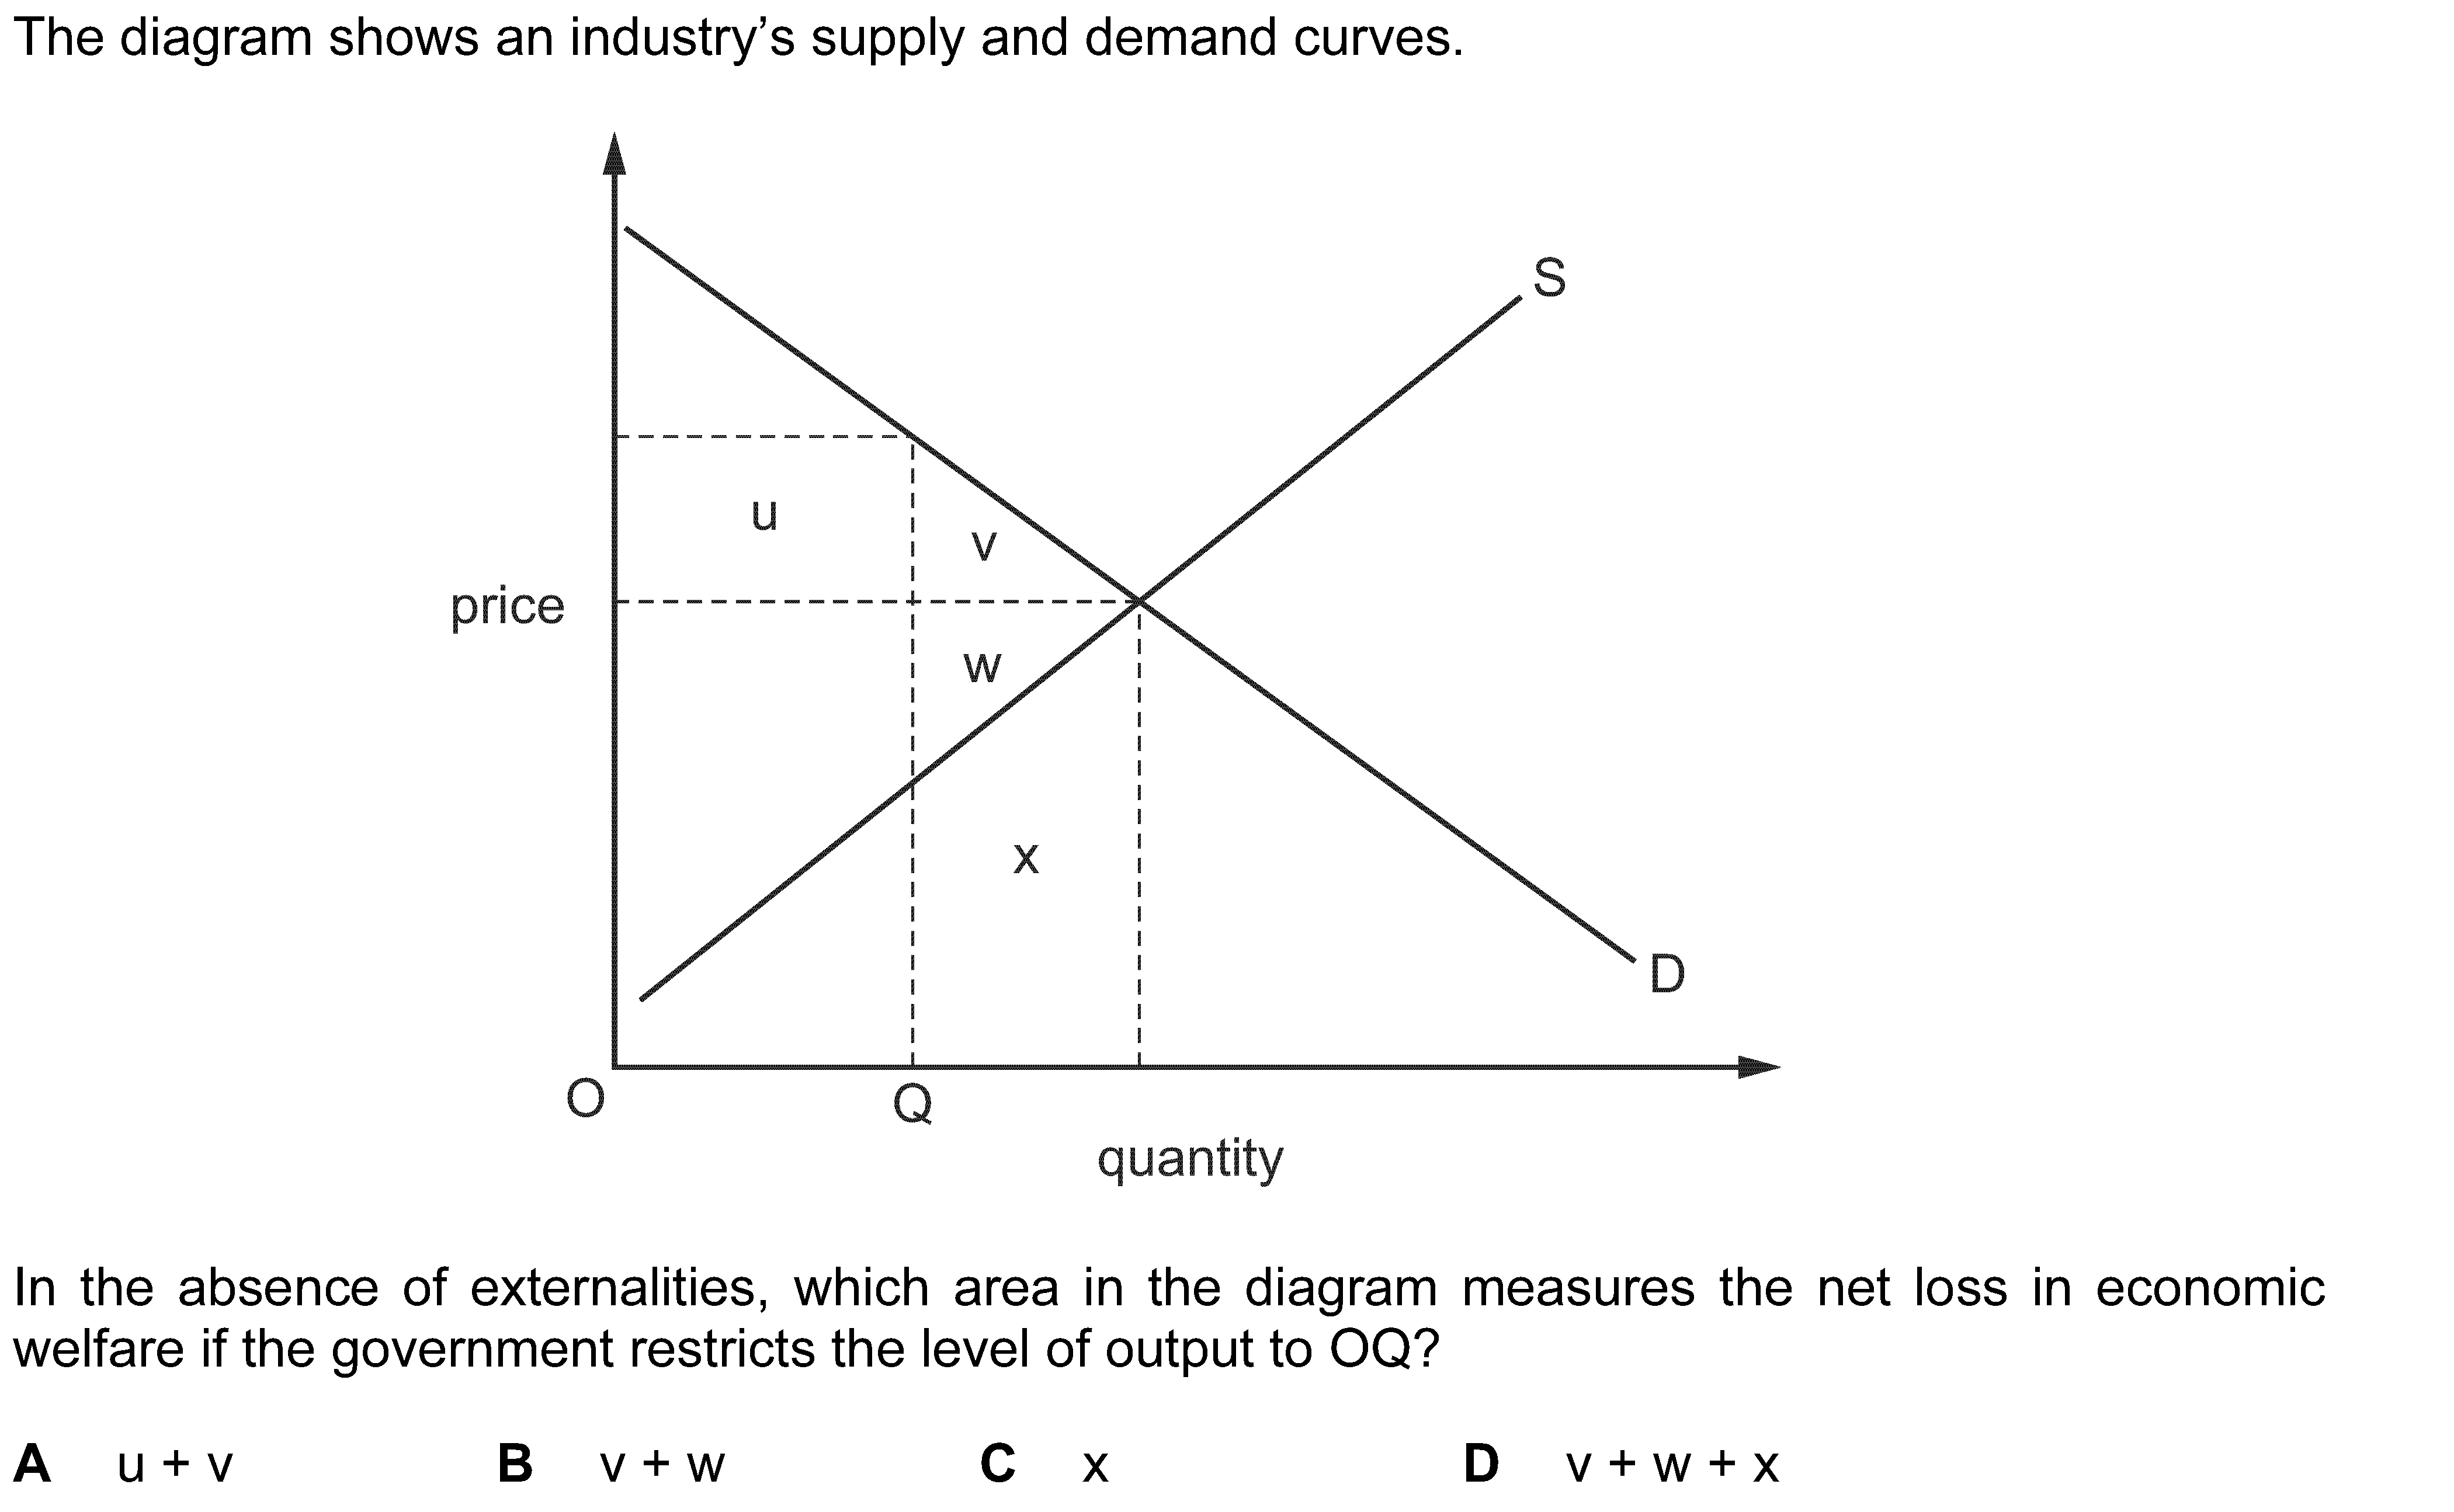 The diagram shows an industry’s supply and demand curves.
S
u
v
price
w
x
D
O
Q
quantity
In the absence of externalities, which area in the diagram measures the net loss in economic
welfare if the government restricts the level of output to OQ?
A u + v B v + w C x D v + w + x